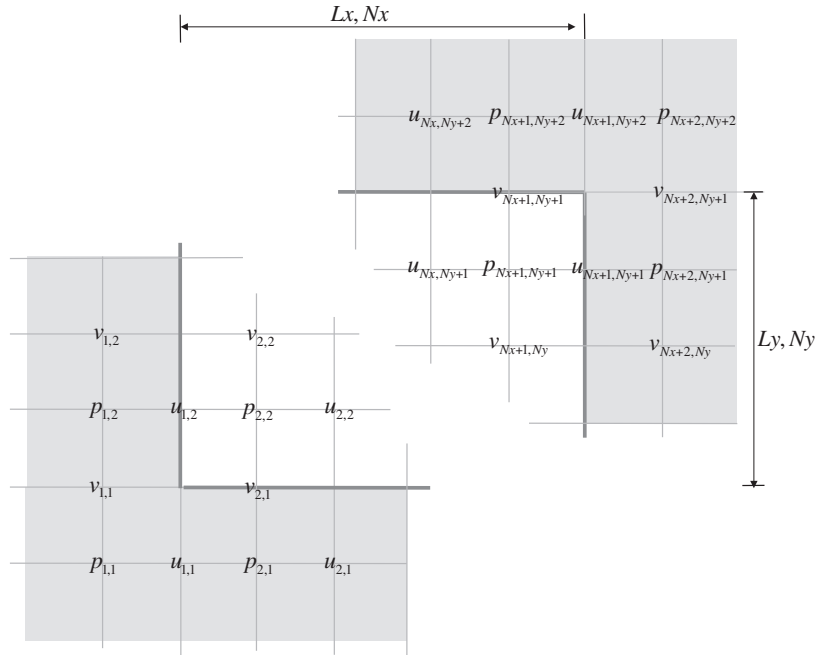 Lx, Nx
u_{Nx,Ny+2} p_{Nx+1,Ny+2} u_{Nx+1,Ny+2} p_{Nx+2,Ny+2}
v_{Nx+1,Ny+1} v_{Nx+2,Ny+1}
u_{Nx,Ny+1} p_{Nx+1,Ny+1} u_{Nx+1,Ny+1} p_{Nx+2,Ny+1}
v_{Nx+1,Ny} v_{Nx+2,Ny}
Ly, Ny
v_{1,2} v_{2,2}
p_{1,2} u_{1,2} p_{2,2} u_{2,2}
v_{1,1} v_{2,1}
p_{1,1} u_{1,1} p_{2,1} u_{2,1}